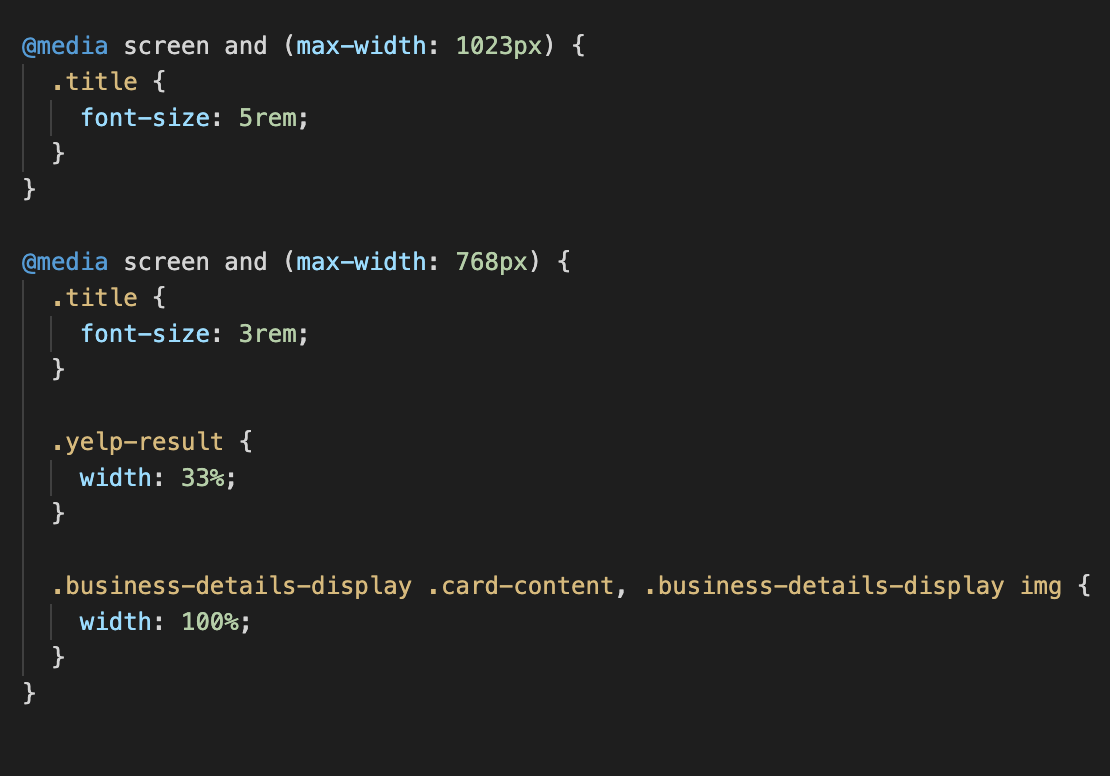 @media screen and (max-width: 1023px) {
  .title {
    font-size: 5rem;
  }
}

@media screen and (max-width: 768px) {
  .title {
    font-size: 3rem;
  }

  .yelp-result {
    width: 33%;
  }

  .business-details-display .card-content, .business-details-display img {
    width: 100%;
  }
}